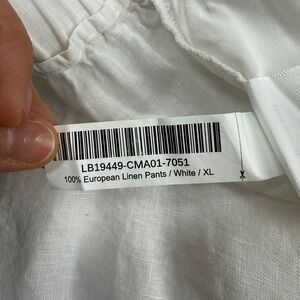 LB19449-CMA01-7051
100% European Linen Pants / White / XL